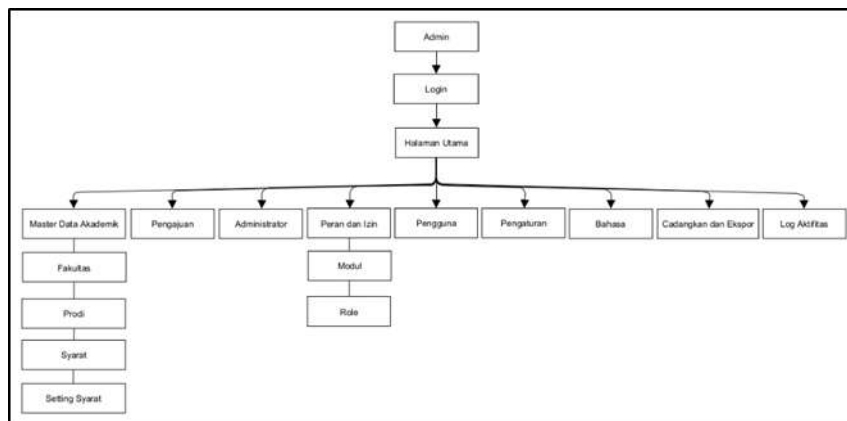 Admin
Login
Halaman Utama
Master Data Akademik
Pengajuan
Administrator
Peran dan Izin
Pengguna
Pengaturan
Bahasa
Cadangkan dan Ekspor
Log Aktifitas
Fakultas
Modul
Prodi
Role
Syarat
Setting Syarat